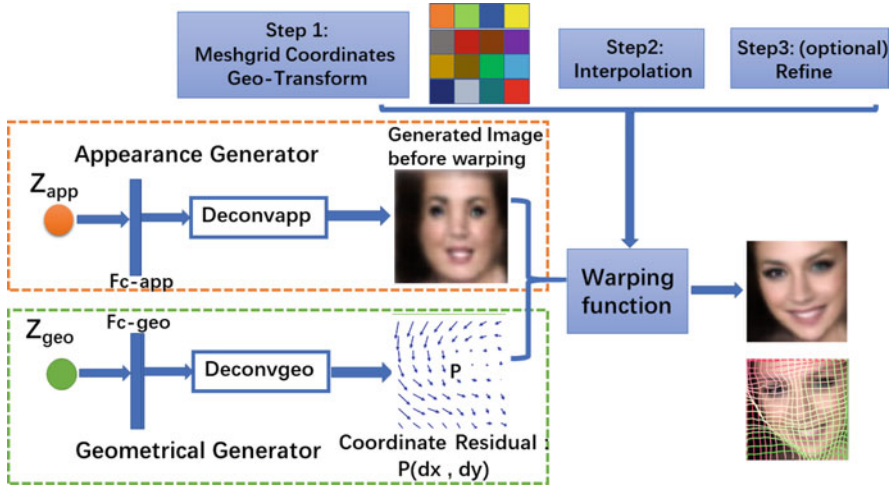 Step 1:
Meshgrid Coordinates
Geo-Transform
Step2:
Interpolation
Step3: (optional)
Refine
Appearance Generator
Generated Image
before warping
Zapp
Deconvapp
Fc-app
Warping
function
Fc-geo
Zgeo
Deconvgeo
P
Geometrical Generator
Coordinate Residual :
P(dx , dy)